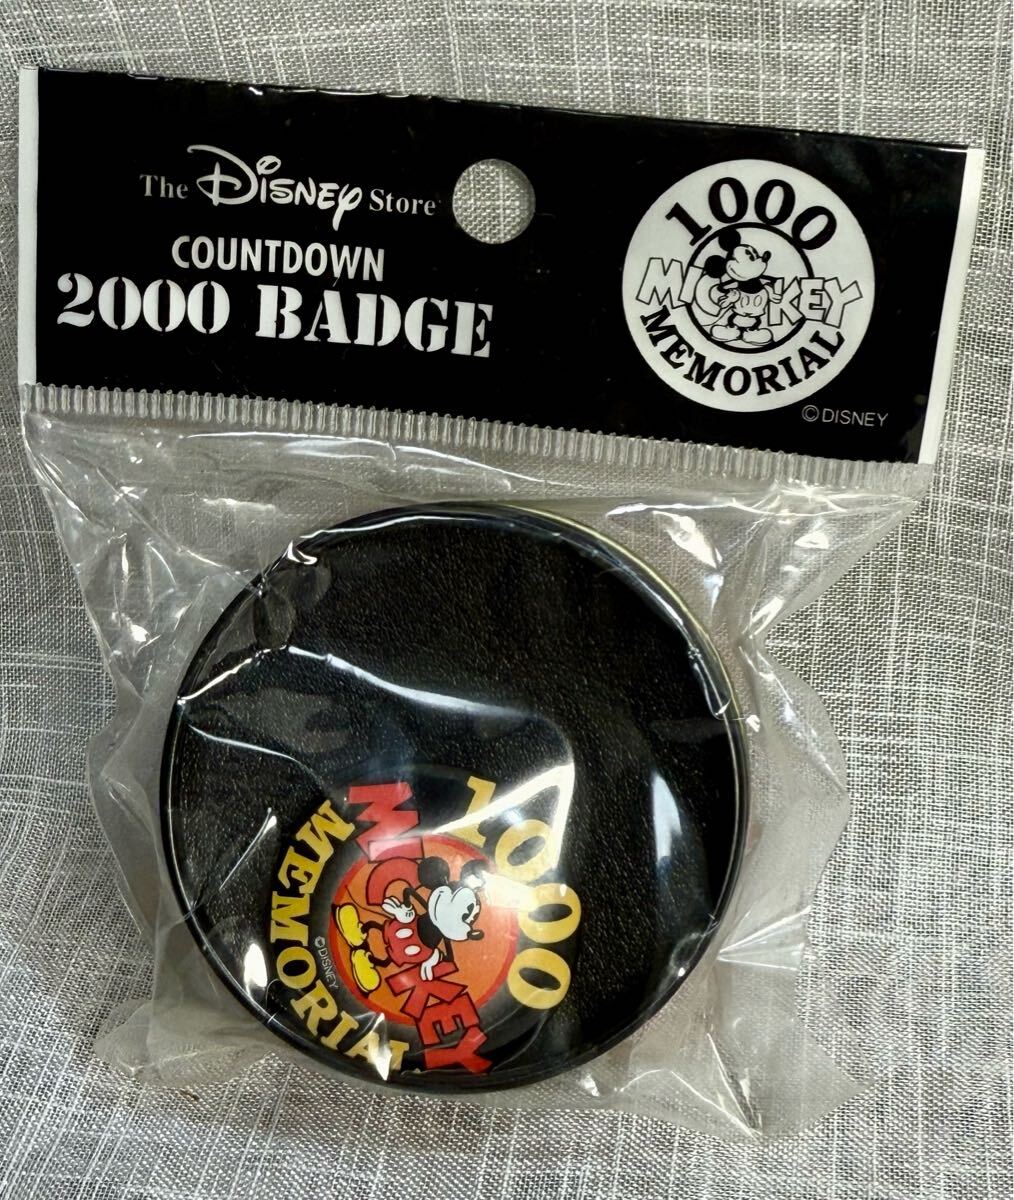 The Disney Store
COUNTDOWN
2000 BADGE
1000
MICKEY
MEMORIAL
©DISNEY
1000
MICKEY
MEMORIAL
©DISNEY